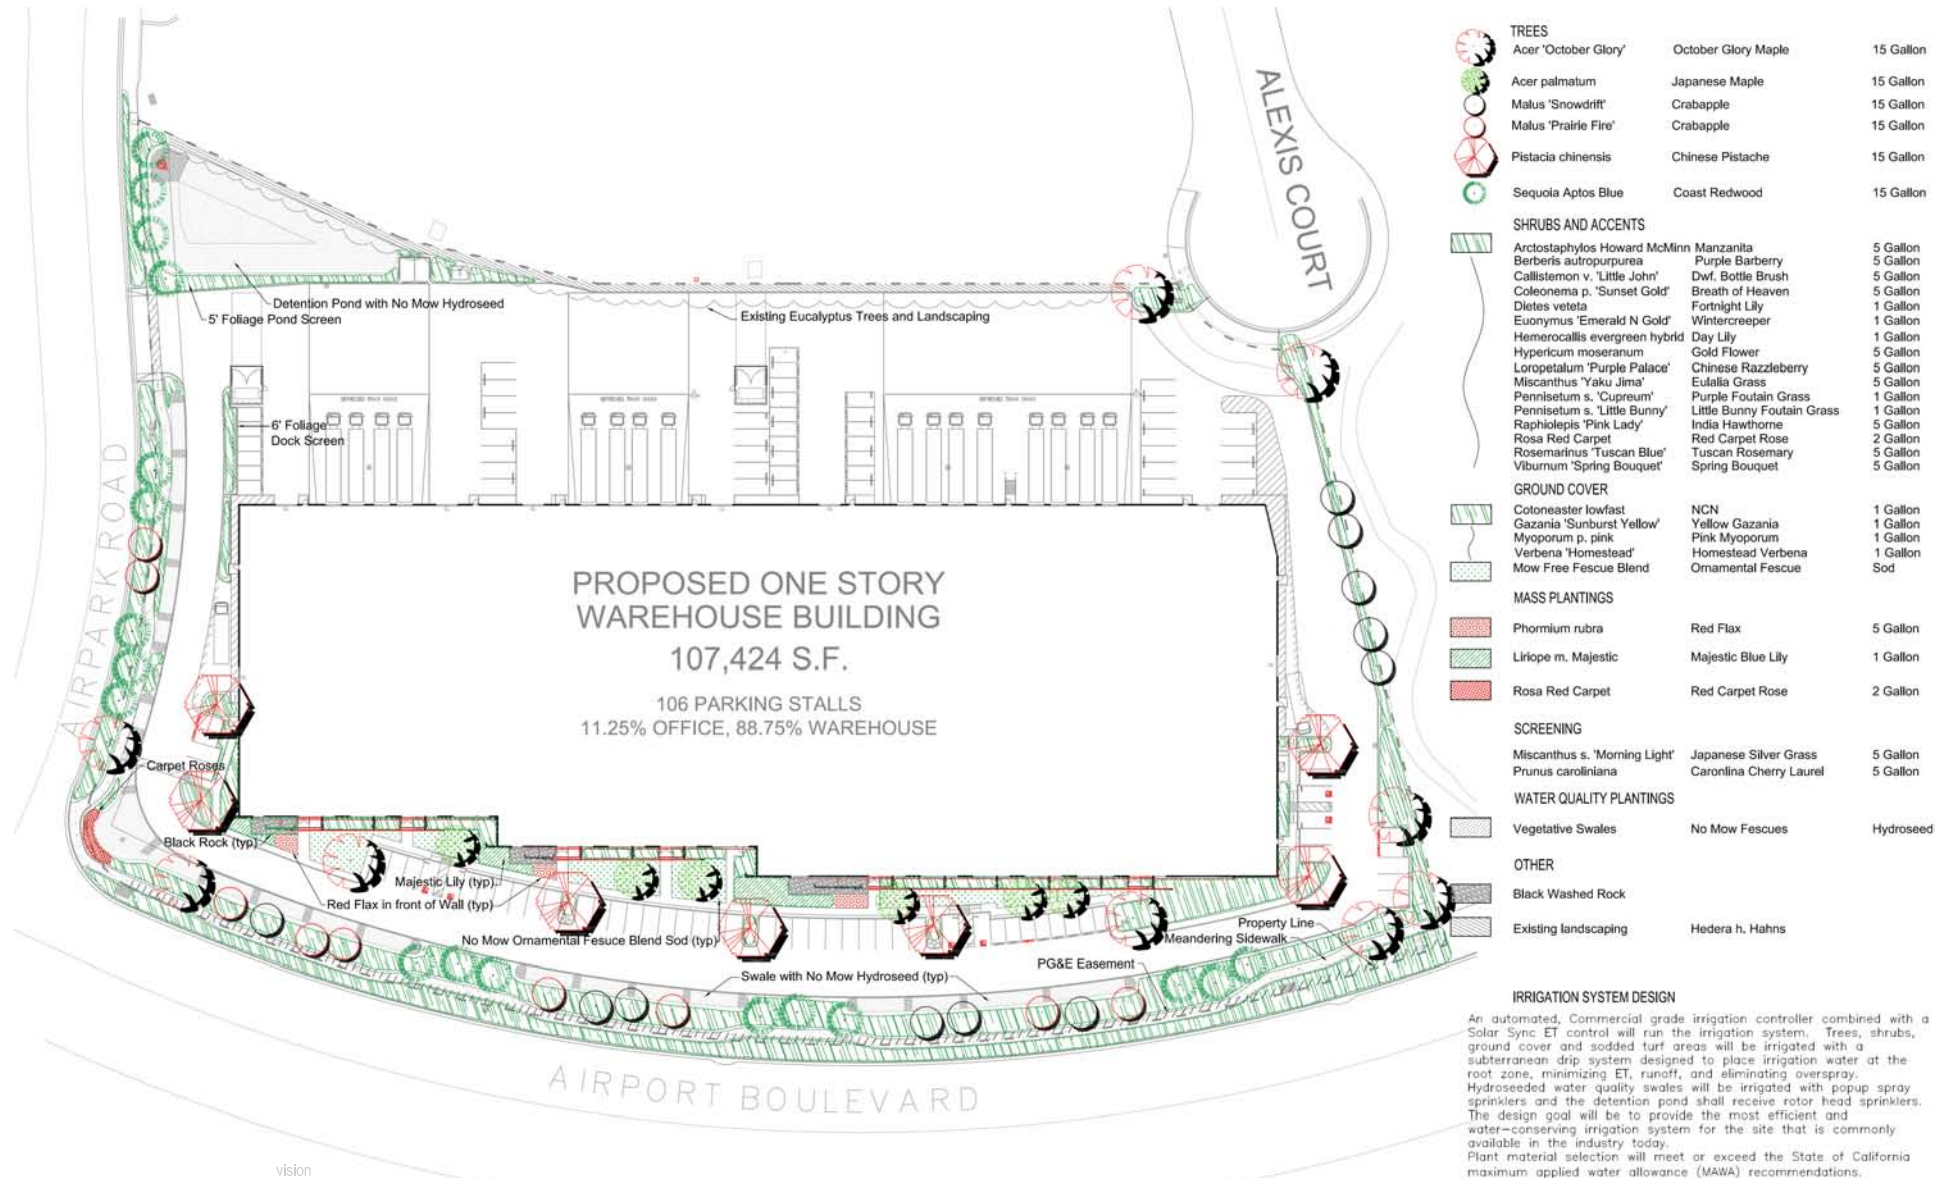 TREES
Acer 'October Glory' October Glory Maple 15 Gallon
Acer palmatum Japanese Maple 15 Gallon
Malus 'Snowdrift' Crabapple 15 Gallon
Malus 'Prairie Fire' Crabapple 15 Gallon
Pistacia chinensis Chinese Pistache 15 Gallon
Sequoia Aptos Blue Coast Redwood 15 Gallon
SHRUBS AND ACCENTS
Arctostaphylos Howard McMinn Manzanita 5 Gallon
Berberis autropurpurea Purple Barberry 5 Gallon
Callistemon v. 'Little John' Dwf. Bottle Brush 5 Gallon
Coleonema p. 'Sunset Gold' Breath of Heaven 5 Gallon
Dietes veteta Fortnight Lily 1 Gallon
Euonymus 'Emerald N Gold' Wintercreeper 1 Gallon
Hemerocallis evergreen hybrid Day Lily 1 Gallon
Hypericum moseranum Gold Flower 5 Gallon
Loropetalum 'Purple Palace' Chinese Razzleberry 5 Gallon
Miscanthus 'Yaku Jima' Eulalia Grass 5 Gallon
Pennisetum s. 'Cupreum' Purple Foutain Grass 1 Gallon
Pennisetum s. 'Little Bunny' Little Bunny Foutain Grass 1 Gallon
Raphiolepis 'Pink Lady' India Hawthorne 5 Gallon
Rosa Red Carpet Red Carpet Rose 2 Gallon
Rosemarinus 'Tuscan Blue' Tuscan Rosemary 5 Gallon
Viburnum 'Spring Bouquet' Spring Bouquet 5 Gallon
GROUND COVER
Cotoneaster lowfast NCN 1 Gallon
Gazania 'Sunburst Yellow' Yellow Gazania 1 Gallon
Myoporum p. pink Pink Myoporum 1 Gallon
Verbena 'Homestead' Homestead Verbena 1 Gallon
Mow Free Fescue Blend Ornamental Fescue Sod
MASS PLANTINGS
Phormium rubra Red Flax 5 Gallon
Liriope m. Majestic Majestic Blue Lily 1 Gallon
Rosa Red Carpet Red Carpet Rose 2 Gallon
SCREENING
Miscanthus s. 'Morning Light' Japanese Silver Grass 5 Gallon
Prunus caroliniana Caronlina Cherry Laurel 5 Gallon
WATER QUALITY PLANTINGS
Vegetative Swales No Mow Fescues Hydroseed
OTHER
Black Washed Rock
Existing landscaping Hedera h. Hahns
IRRIGATION SYSTEM DESIGN
An automated, Commercial grade irrigation controller combined with a
Solar Sync ET control will run the irrigation system. Trees, shrubs,
ground cover and sodded turf areas will be irrigated with a
subterranean drip system designed to place irrigation water at the
root zone, minimizing ET, runoff, and eliminating overspray.
Hydroseeded water quality swales will be irrigated with popup spray
sprinklers and the detention pond shall receive rotor head sprinklers.
The design goal will be to provide the most efficient and
water-conserving irrigation system for the site that is commonly
available in the industry today.
Plant material selection will meet or exceed the State of California
maximum applied water allowance (MAWA) recommendations.
ALEXIS COURT
Detention Pond with No Mow Hydroseed
5' Foliage Pond Screen
Existing Eucalyptus Trees and Landscaping
6' Foliage
Dock Screen
AIRPARK ROAD
PROPOSED ONE STORY
WAREHOUSE BUILDING
107,424 S.F.
106 PARKING STALLS
11.25% OFFICE, 88.75% WAREHOUSE
Carpet Roses
Black Rock (typ)
Majestic Lily (typ)
Red Flax in front of Wall (typ)
No Mow Ornamental Fesuce Blend Sod (typ)
Swale with No Mow Hydroseed (typ)
Property Line
Meandering Sidewalk
PG&E Easement
AIRPORT BOULEVARD
vision